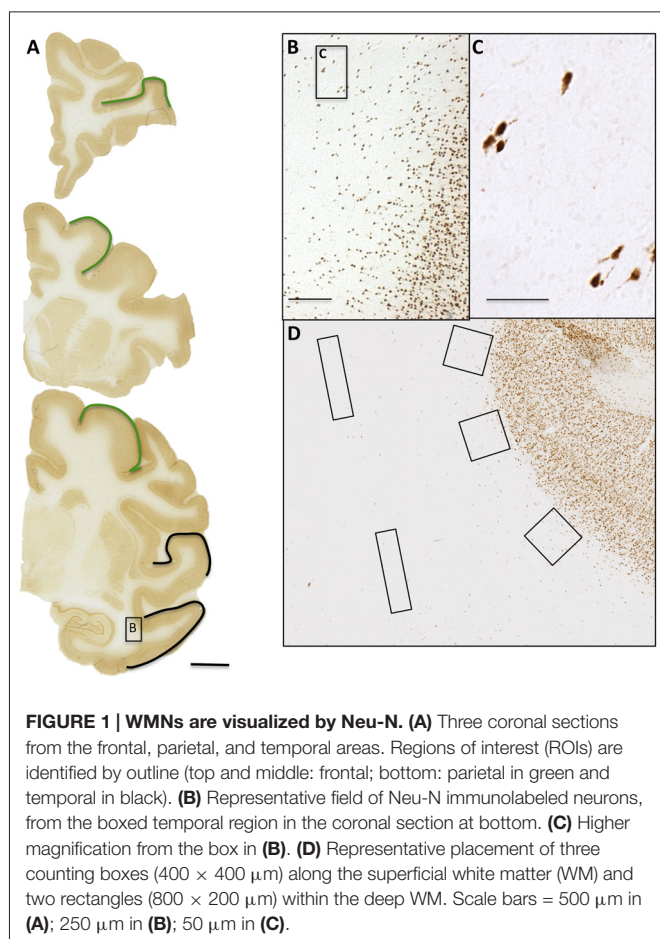 A
B
C
C
D
B
FIGURE 1 | WMNs are visualized by Neu-N. (A) Three coronal sections
from the frontal, parietal, and temporal areas. Regions of interest (ROIs) are
identified by outline (top and middle: frontal; bottom: parietal in green and
temporal in black). (B) Representative field of Neu-N immunolabeled neurons,
from the boxed temporal region in the coronal section at bottom. (C) Higher
magnification from the box in (B). (D) Representative placement of three
counting boxes (400 × 400 μm) along the superficial white matter (WM) and
two rectangles (800 × 200 μm) within the deep WM. Scale bars = 500 μm in
(A); 250 μm in (B); 50 μm in (C).